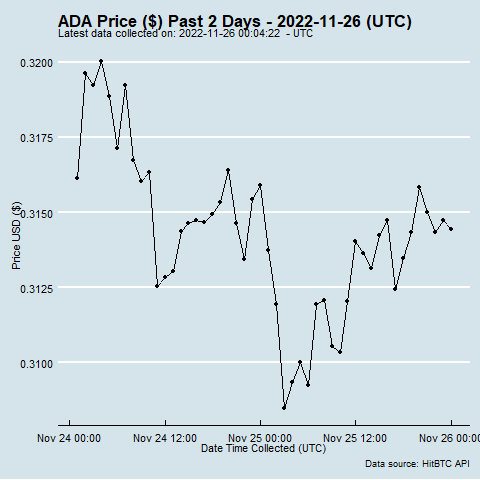 ADA Price ($) Past 2 Days - 2022-11-26 (UTC)
Latest data collected on: 2022-11-26 00:04:22 - UTC
0.3200
0.3175
0.3150
0.3125
0.3100
Price USD ($)
Nov 24 00:00 Nov 24 12:00 Nov 25 00:00 Nov 25 12:00 Nov 26 00:00
Date Time Collected (UTC)
Data source: HitBTC API